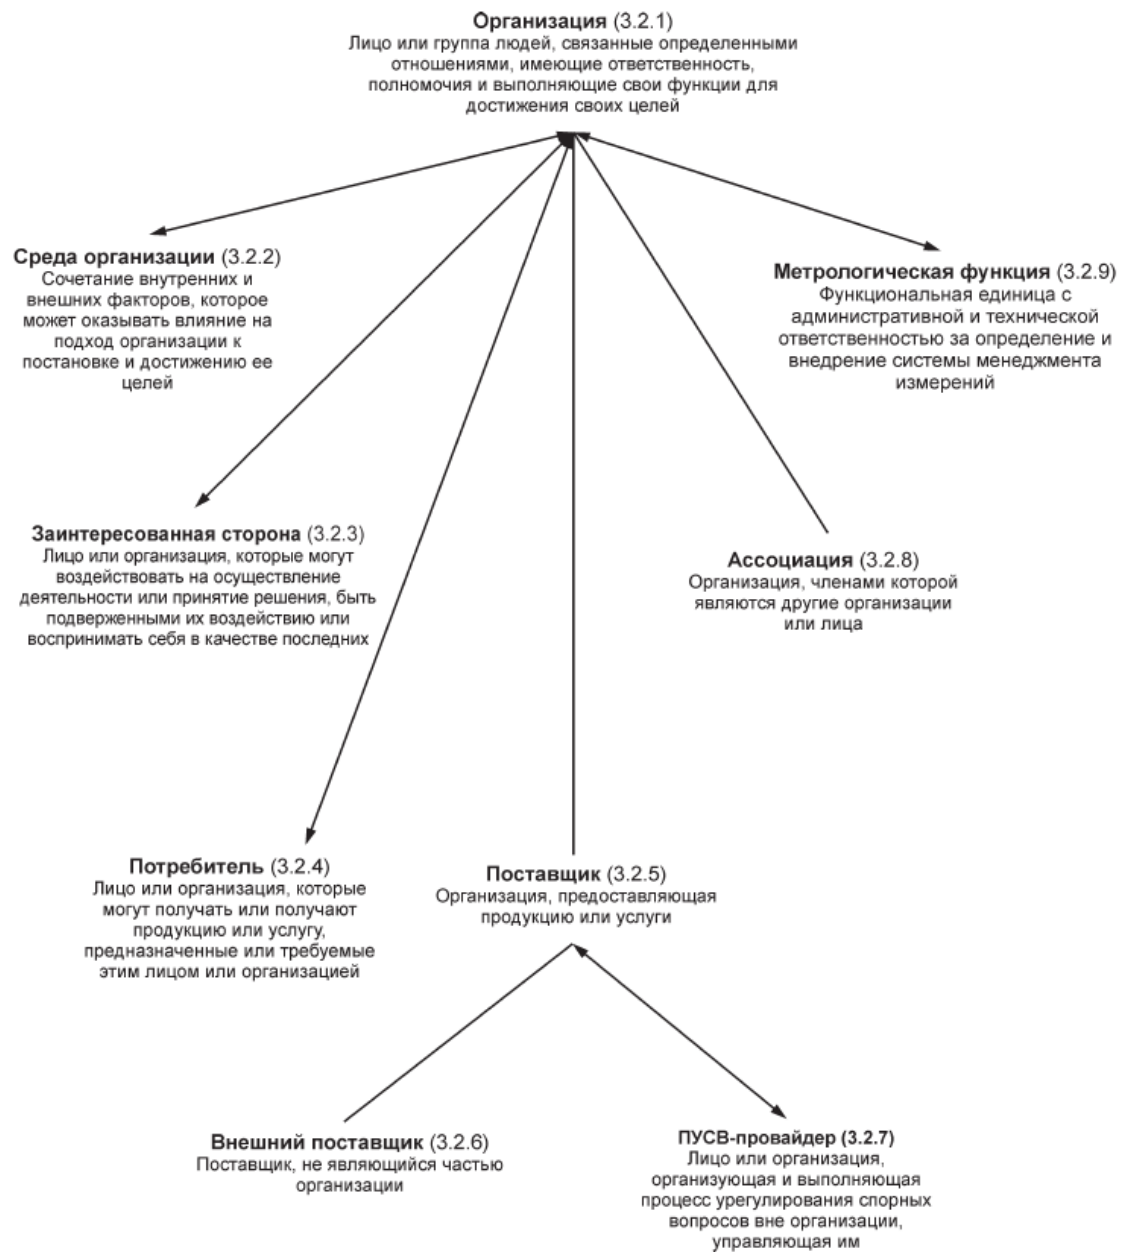 Организация (3.2.1)
Лицо или группа людей, связанные определенными
отношениями, имеющие ответственность,
полномочия и выполняющие свои функции для
достижения своих целей
Среда организации (3.2.2)
Сочетание внутренних и
внешних факторов, которое
может оказывать влияние на
подход организации к
постановке и достижению ее
целей
Метрологическая функция (3.2.9)
Функциональная единица с
административной и технической
ответственностью за определение и
внедрение системы менеджмента
измерений
Заинтересованная сторона (3.2.3)
Лицо или организация, которые могут
воздействовать на осуществление
деятельности или принятие решения, быть
подверженными их воздействию или
воспринимать себя в качестве последних
Ассоциация (3.2.8)
Организация, членами которой
являются другие организации
или лица
Потребитель (3.2.4)
Лицо или организация, которые
могут получать или получают
продукцию или услугу,
предназначенные или требуемые
этим лицом или организацией
Поставщик (3.2.5)
Организация, предоставляющая
продукцию или услуги
Внешний поставщик (3.2.6)
Поставщик, не являющийся частью
организации
ПУСВ-провайдер (3.2.7)
Лицо или организация,
организующая и выполняющая
процесс урегулирования спорных
вопросов вне организации,
управляющая им